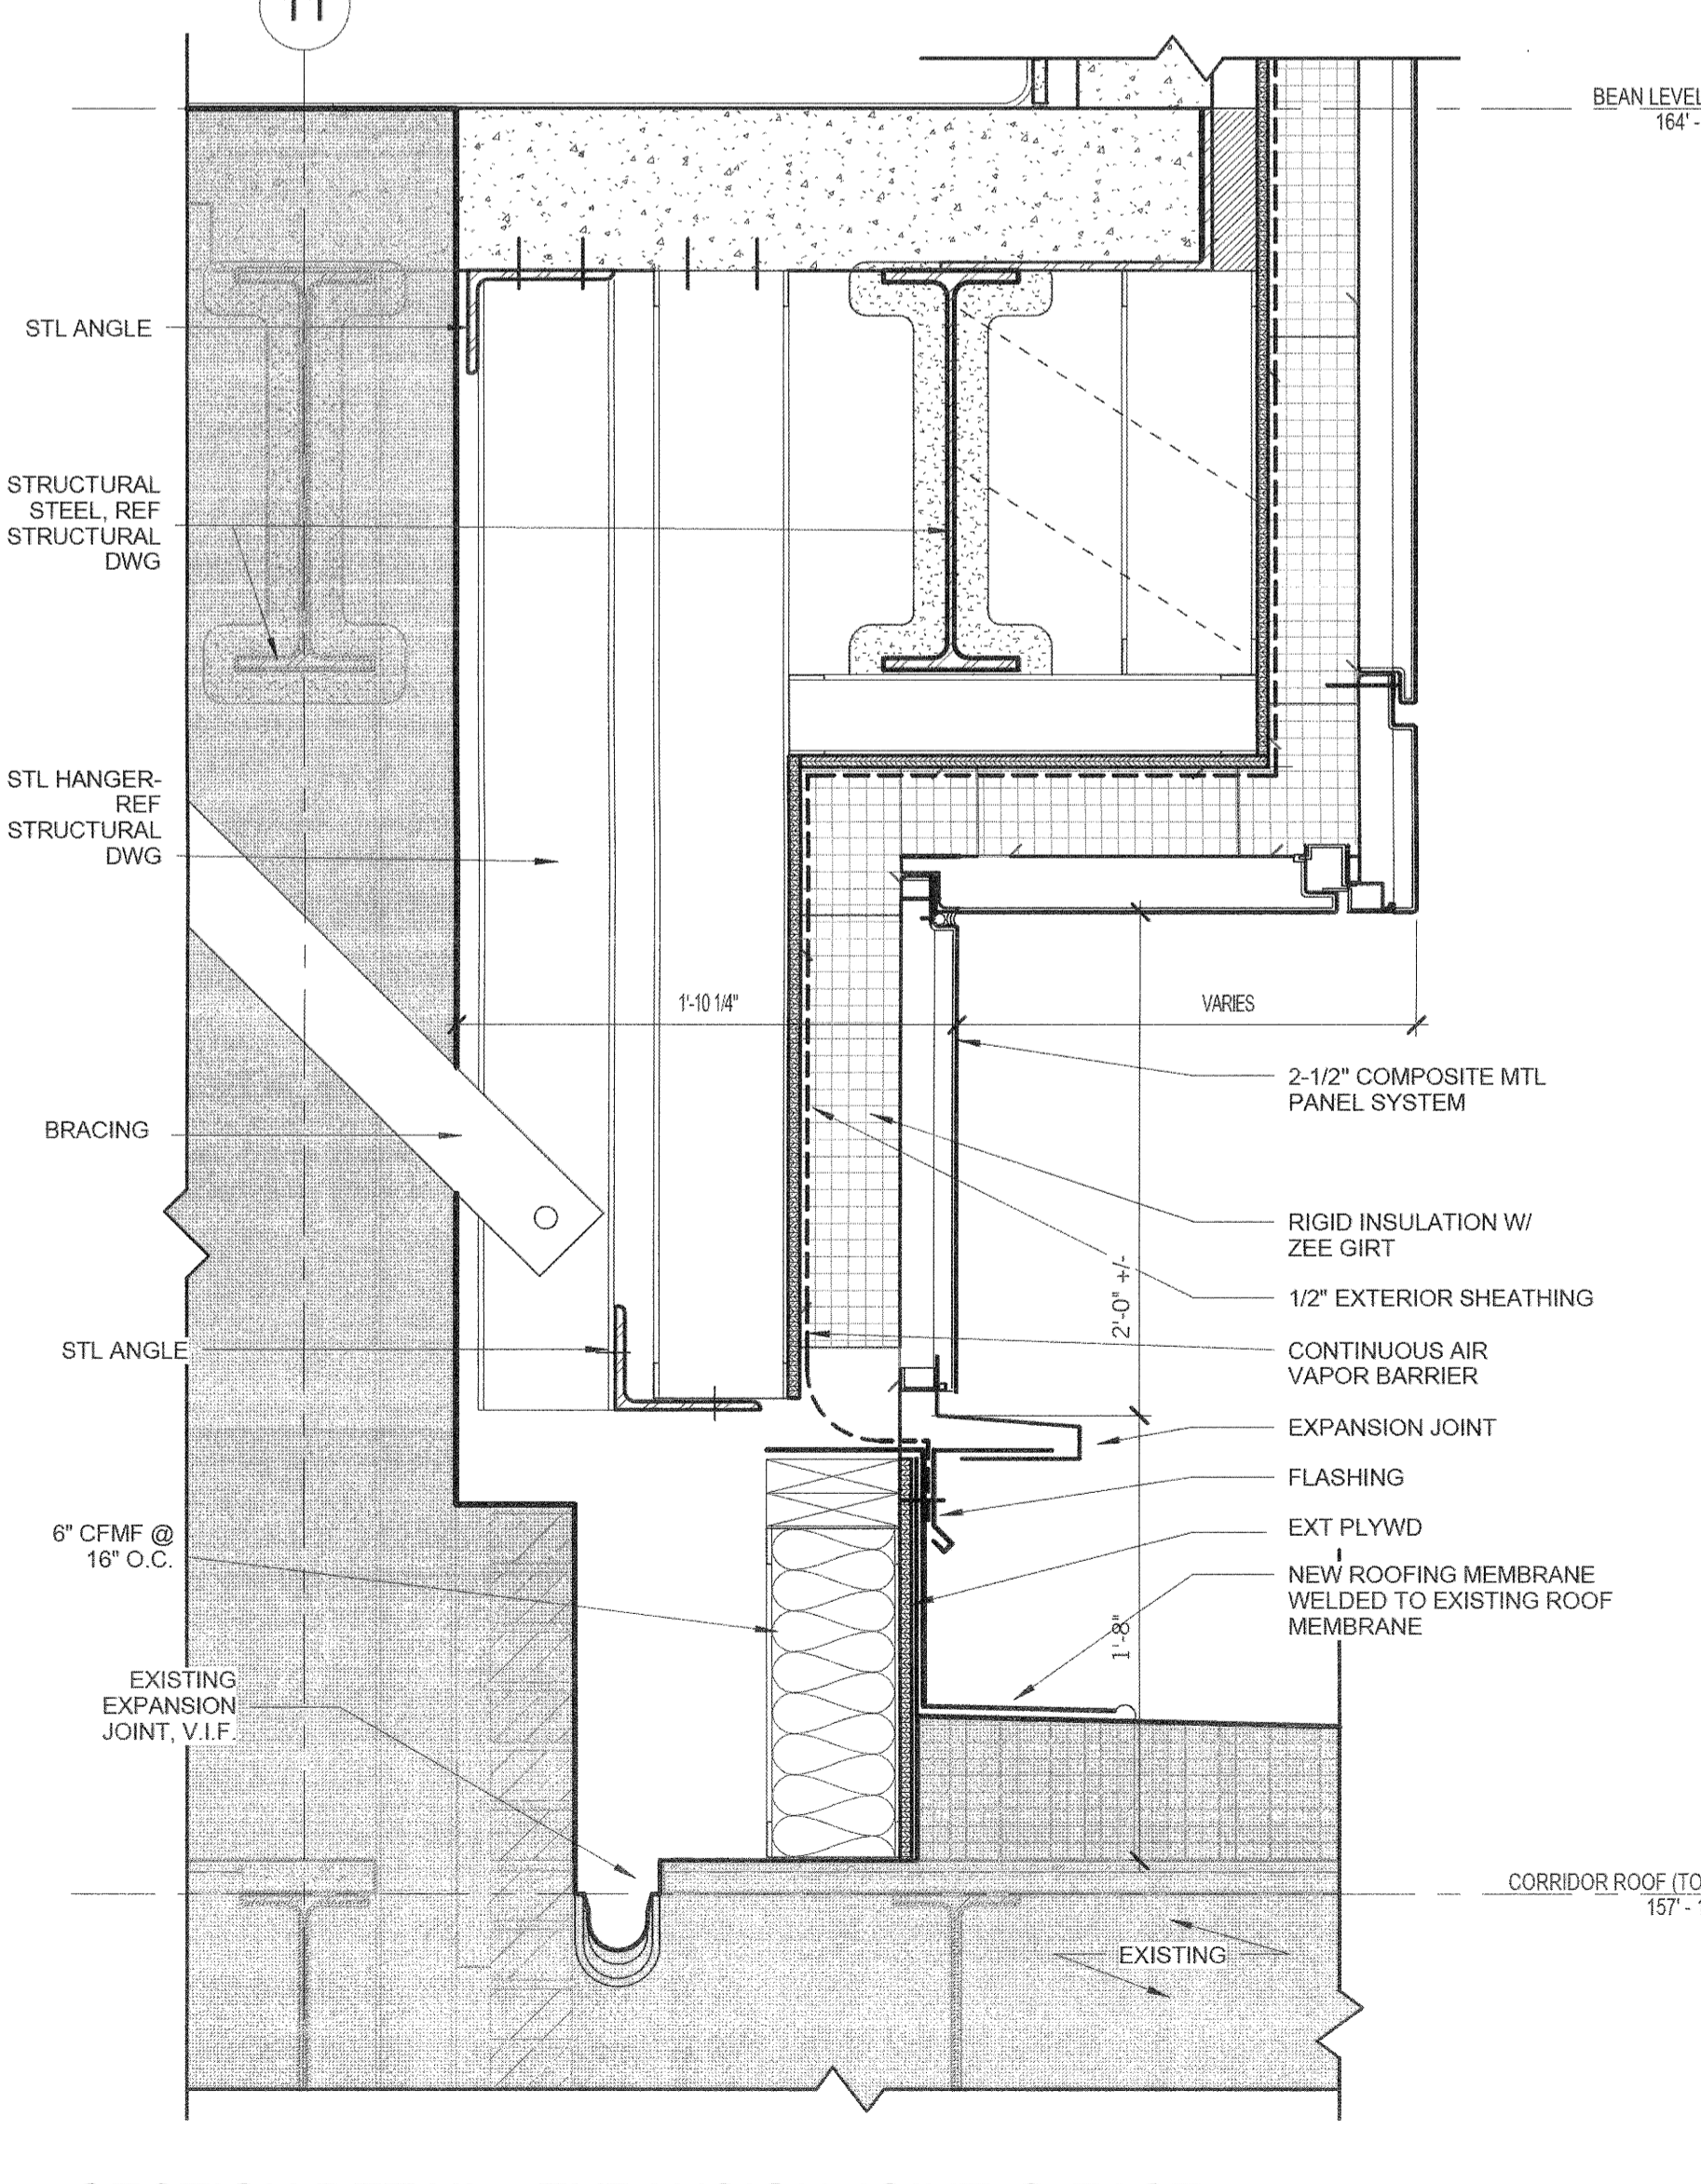 BEAN LEVEL
164' -
STL ANGLE
STRUCTURAL
STEEL, REF
STRUCTURAL
DWG
STL HANGER-
REF
STRUCTURAL
DWG
1'-10 1/4"
VARIES
2-1/2" COMPOSITE MTL
PANEL SYSTEM
BRACING
RIGID INSULATION W/
ZEE GIRT
2'-0" +/-
1/2" EXTERIOR SHEATHING
STL ANGLE
CONTINUOUS AIR
VAPOR BARRIER
EXPANSION JOINT
FLASHING
6" CFMF @
16" O.C.
EXT PLYWD
NEW ROOFING MEMBRANE
WELDED TO EXISTING ROOF
MEMBRANE
1'-8"
EXISTING
EXPANSION
JOINT, V.I.F.
CORRIDOR ROOF (TO
157' -
EXISTING